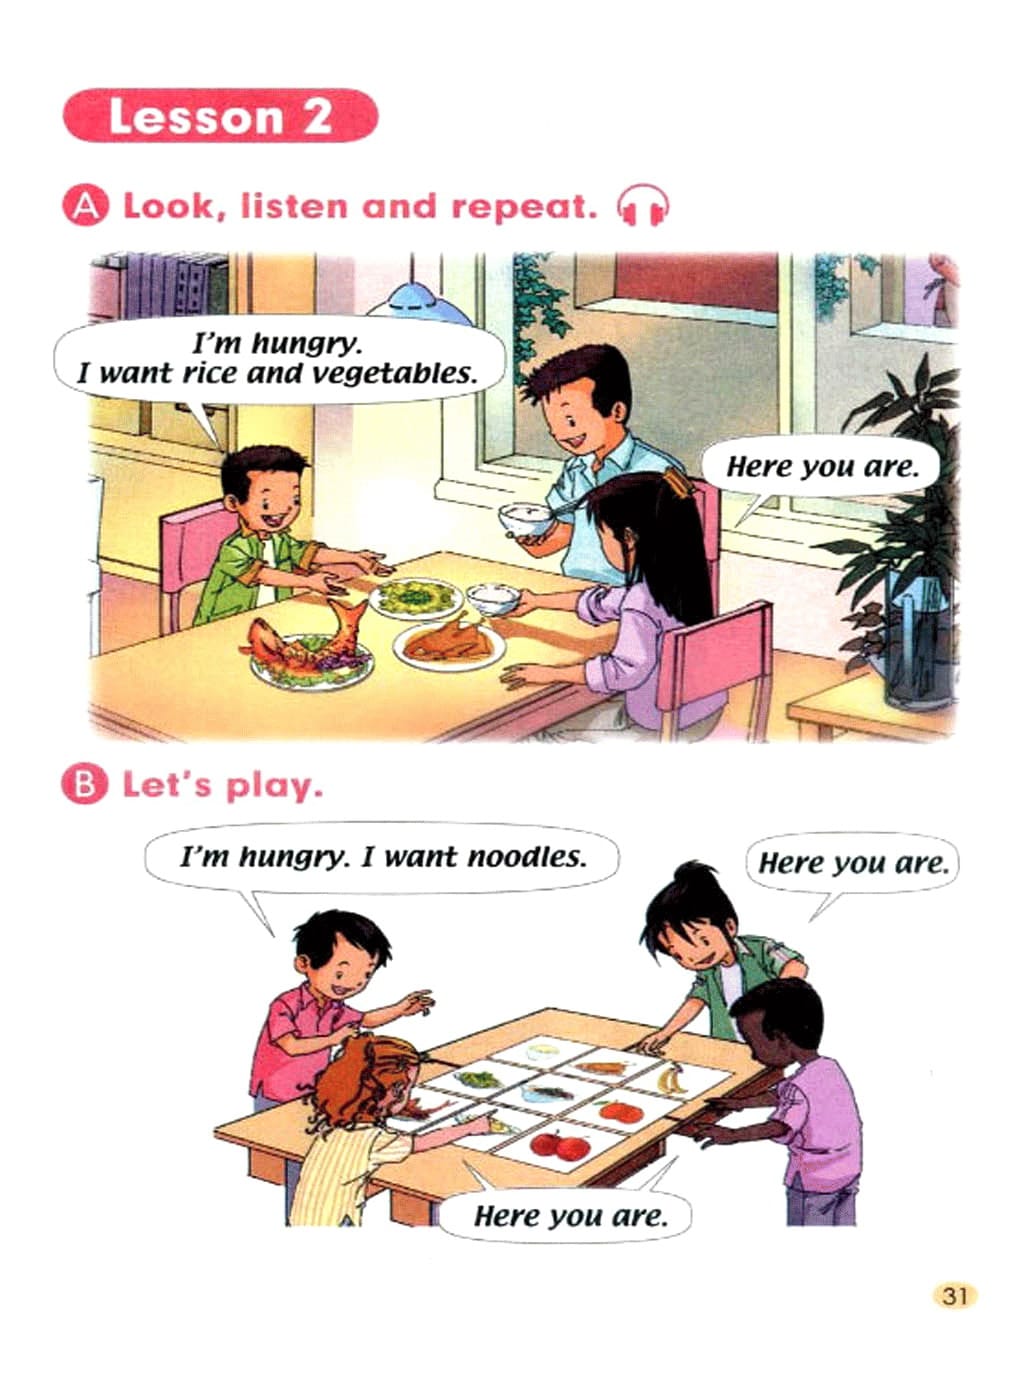 Lesson 2
A Look, listen and repeat.
I'm hungry.
I want rice and vegetables.
Here you are.
B Let's play.
I'm hungry. I want noodles.
Here you are.
Here you are.
31